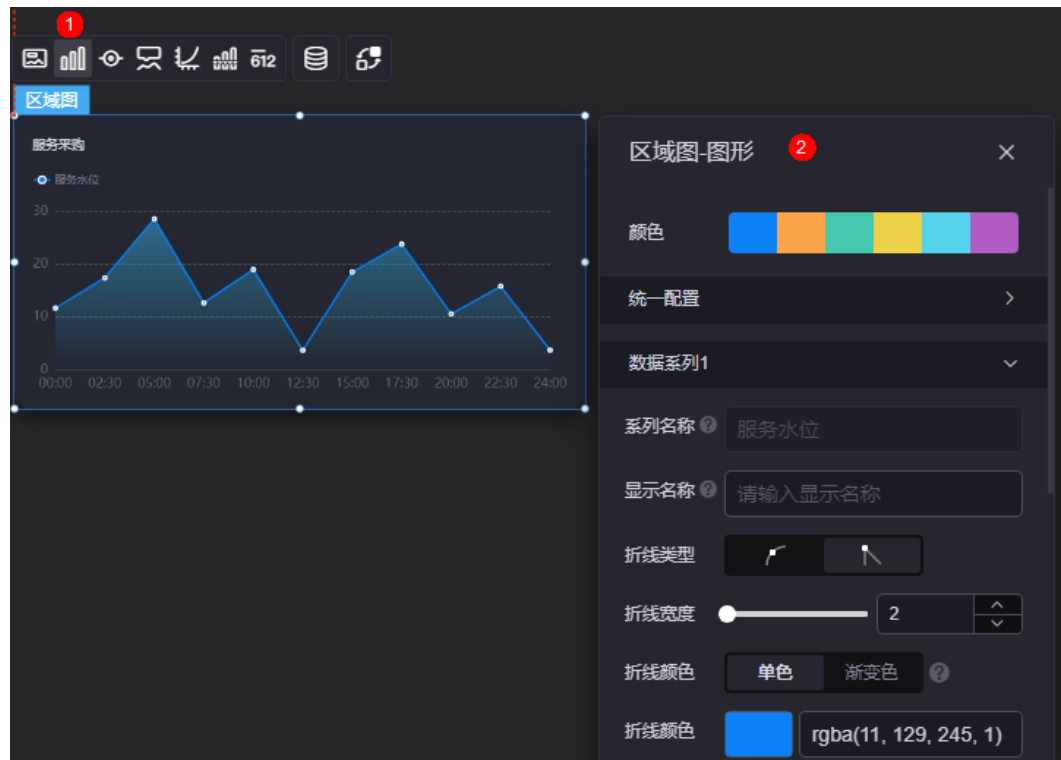 1
612
区域图
服务采购
服务水位
30
20
10
0
00:00 02:30 05:00 07:30 10:00 12:30 15:00 17:30 20:00 22:30 24:00
区域图-图形 2
颜色
统一配置
数据系列1
系列名称 服务水位
显示名称 请输入显示名称
折线类型
折线宽度 2
折线颜色 单色 渐变色
折线颜色 rgba(11, 129, 245, 1)